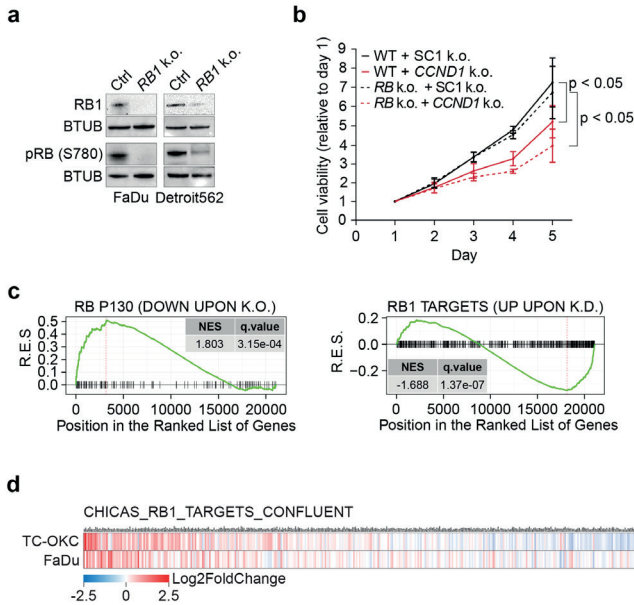 a
Ctrl
RB1 k.o.
Ctrl
RB1 k.o.
RB1
BTUB
pRB (S780)
BTUB
FaDu Detroit562
b
Cell viability (relative to day 1)
9
8
7
6
5
4
3
2
1
0
WT + SC1 k.o.
WT + CCND1 k.o.
RB k.o. + SC1 k.o.
RB k.o. + CCND1 k.o.
p < 0.05
p < 0.05
1 2 3 4 5
Day
c
RB P130 (DOWN UPON K.O.)
R.E.S
0.5
0.4
0.3
0.2
0.1
0.0
NES q.value
1.803 3.15e-04
0 5000 10000 15000 20000
Position in the Ranked List of Genes
RB1 TARGETS (UP UPON K.D.)
R.E.S.
0.2
0.0
−0.2
NES q.value
-1.688 1.37e-07
0 5000 10000 15000 20000
Position in the Ranked List of Genes
d
CHICAS_RB1_TARGETS_CONFLUENT
TC-OKC
FaDu
Log2FoldChange
-2.5 0 2.5